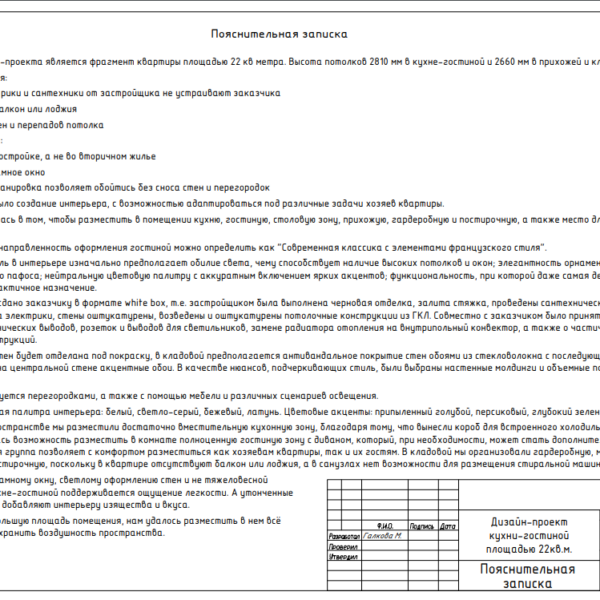 Пояснительная записка
-проекта является фрагмент квартиры площадью 22 кв метра. Высота потолков 2810 мм в кухне-гостиной и 2660 мм в прихожей и кл
я:
рики и сантехники от застройщика не устраивают заказчика
алкон или лоджия
ен и перепадов потолка
:
остройке, а не во вторичном жилье
амное окно
анировка позволяет обойтись без сноса стен и перегородок
ыло создание интерьера, с возможностью адаптироваться под различные задачи хозяев квартиры.
ась в том, чтобы разместить в помещении кухню, гостиную, столовую зону, прихожую, гардеробную и постирочную, а также место дл
направленность оформления гостиной можно определить как "Современная классика с элементами французского стиля".
ль в интерьере изначально предполагает обилие света, чему способствует наличие высоких потолков и окон; элегантность орнамен
о пафоса; нейтральную цветовую палитру с аккуратным включением ярких акцентов; функциональность, при которой даже самая де
актичное назначение.
сдано заказчику в формате white box, т.е. застройщиком была выполнена черновая отделка, залита стяжка, проведены сантехническ
а электрики, стены оштукатурены, возведены и оштукатурены потолочные конструкции из ГКЛ. Совместно с заказчиком было принят
нических выводов, розеток и выводов для светильников, замене радиатора отопления на внутрипольный конвектор, а также о части
трукций.
тен будет отделана под покраску, в кладовой предполагается антивандальное покрытие стен обоями из стекловолокна с последующ
на центральной стене акцентные обои. В качестве нюансов, подчеркивающих стиль, были выбраны настенные молдинги и объемные по
уется перегородками, а также с помощью мебели и различных сценариев освещения.
ая палитра интерьера: белый, светло-серый, бежевый, латунь. Цветовые акценты: припыленный голубой, персиковый, глубокий зелен
остранстве мы разместили достаточно вместительную кухонную зону, благодаря тому, что вынесли короб для встроенного холодиль
сь возможность разместить в комнате полноценную гостиную зону с диваном, который, при необходимости, может стать дополните
я группа позволяет с комфортом разместиться как хозяевам квартиры, так и их гостям. В кладовой мы организовали гардеробную, м
стирочную, поскольку в квартире отсутствуют балкон или лоджия, а в санузлах нет возможности для размещения стиральной машин
амному окну, светлому оформлению стен и не тяжеловесной
не-гостиной поддерживается ощущение легкости. А утонченные
добавляют интерьеру изящества и вкуса.
ольшую площадь помещения, нам удалось разместить в нем всё
хранить воздушность пространства.
Ф.И.О. Подпись Дата
Разработал Галкова М.
Проверил
Утвердил
Дизайн-проект
кухни-гостиной
площадью 22кв.м.
Пояснительная
записка